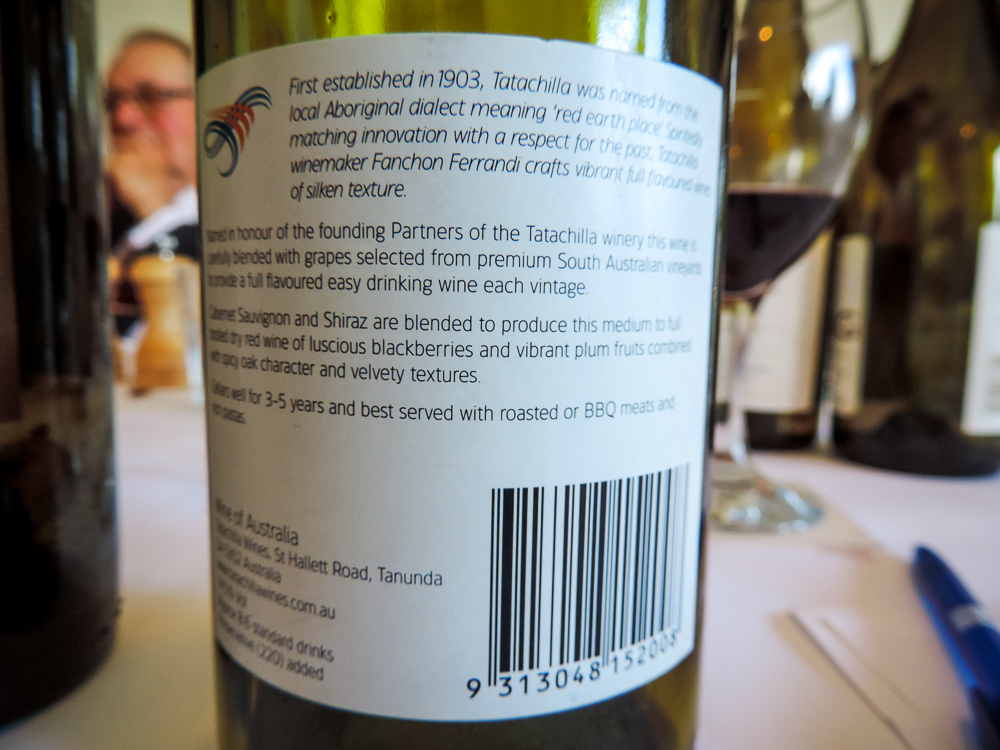 First established in 1903, Tatachilla was named from the
local Aboriginal dialect meaning 'red earth place'. Spiritedly
matching innovation with a respect for the past, Tatachilla
winemaker Fanchon Ferrandi crafts vibrant full flavoured wines
of silken texture.
Named in honour of the founding Partners of the Tatachilla winery this wine is
carefully blended with grapes selected from premium South Australian vineyards
to provide a full flavoured easy drinking wine each vintage.
Cabernet Sauvignon and Shiraz are blended to produce this medium to full
bodied dry red wine of luscious blackberries and vibrant plum fruits combined
with spicy oak character and velvety textures.
Cellars well for 3-5 years and best served with roasted or BBQ meats and
rich pastas.
Wine of Australia
Wines, St Hallett Road, Tanunda
SA 5352 Australia
www.tatachillawines.com.au
8.6 standard drinks
Preservative (220) added
9 313048 152008